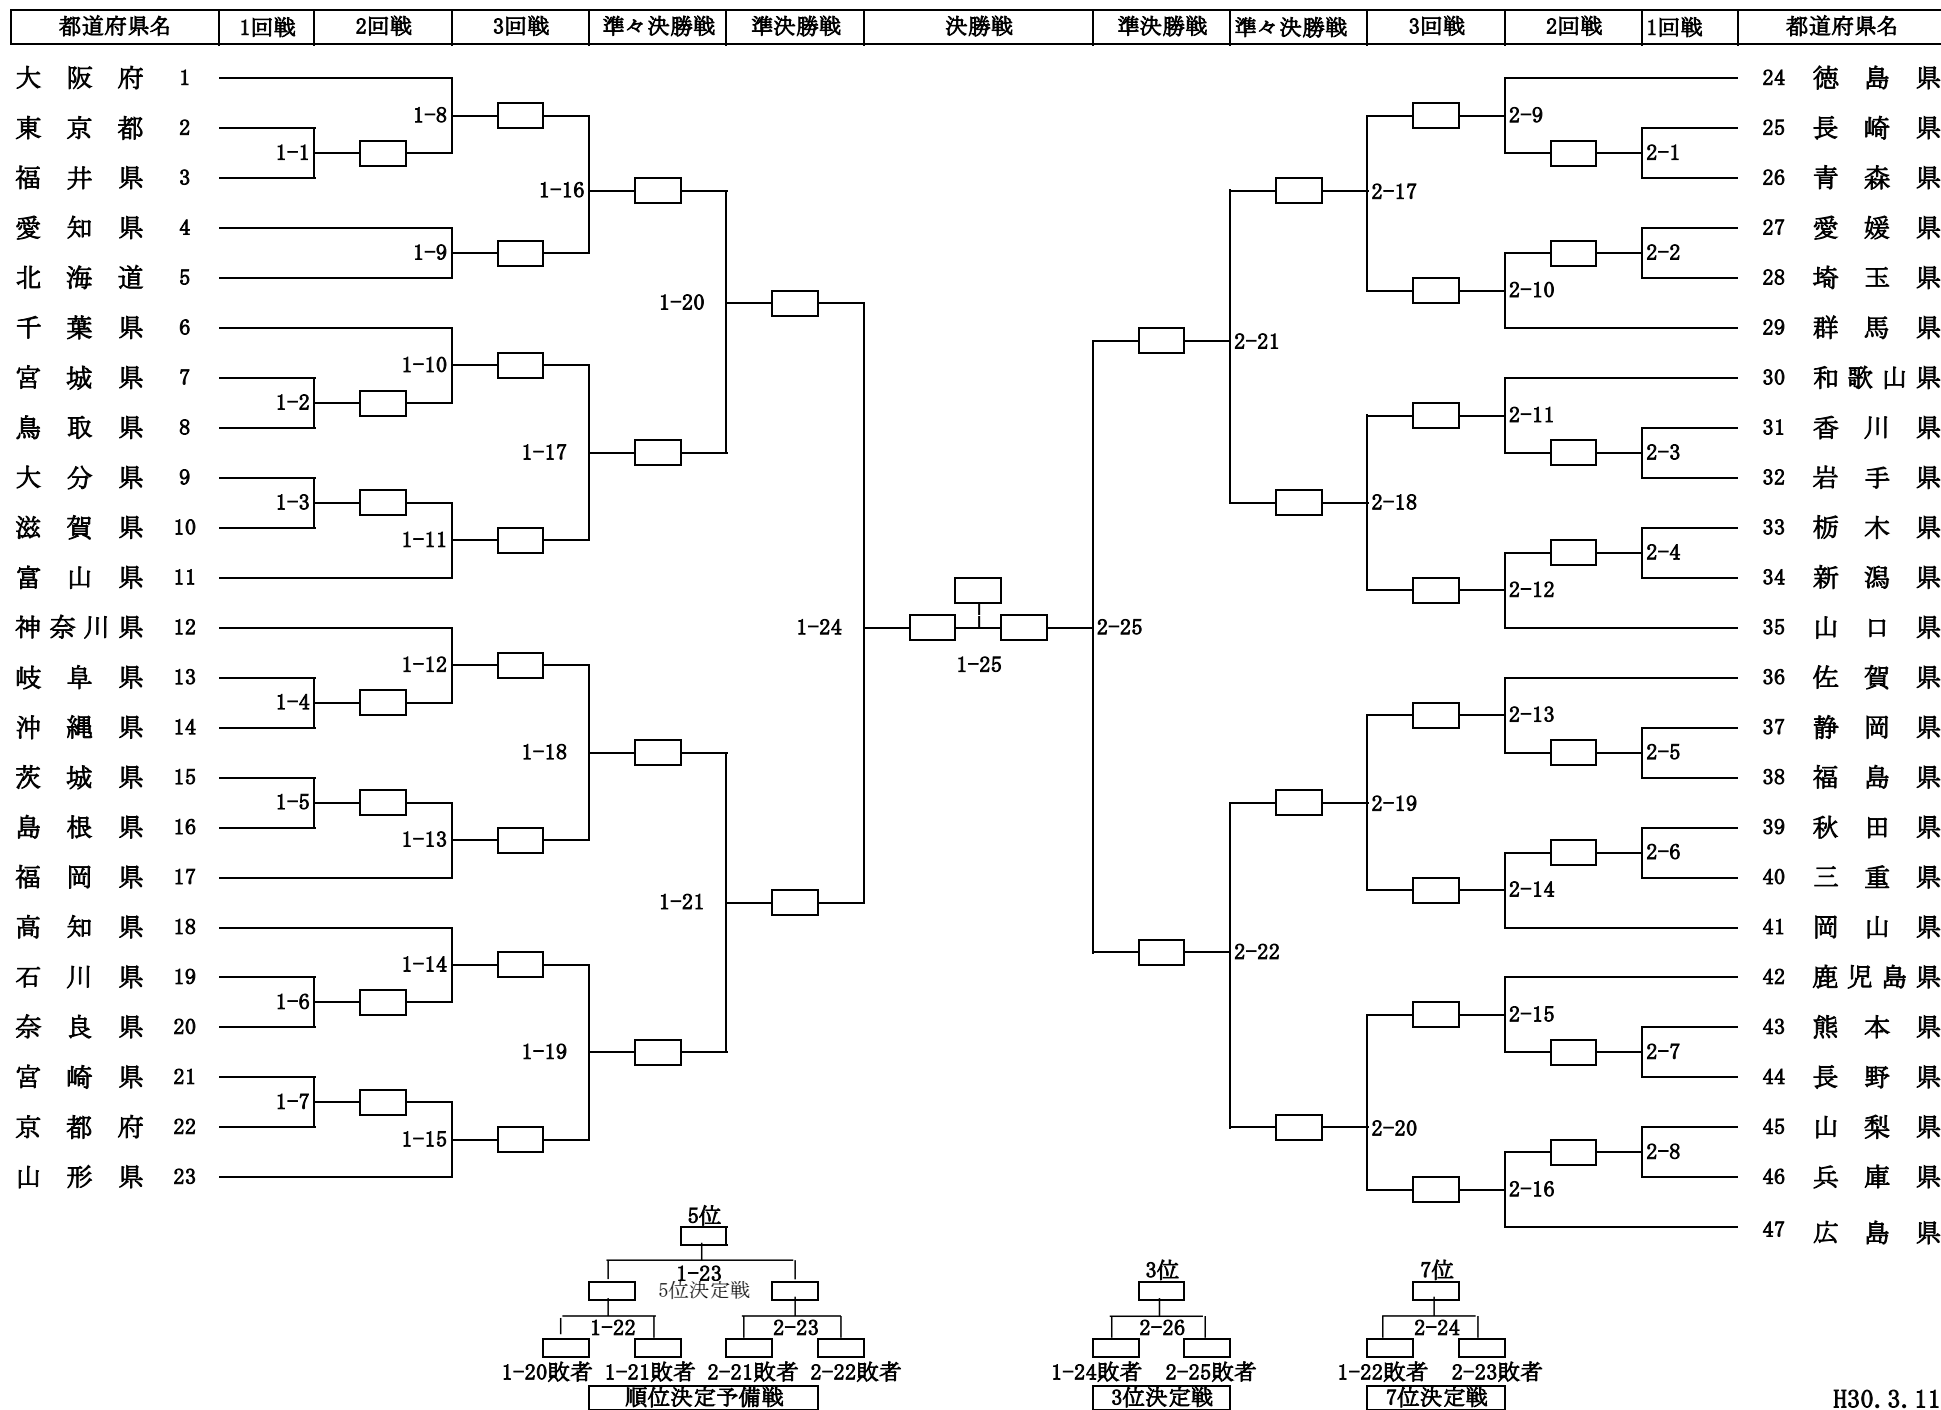 都道府県名 1回戦 2回戦 3回戦 準々決勝戦 準決勝戦 決勝戦 準決勝戦 準々決勝戦 3回戦 2回戦 1回戦 都道府県名
大阪府 1 24 徳島県
1-8 2-9
東京都 2 25 長崎県
1-1 2-1
福井県 3 1-16 2-17 26 青森県
愛知県 4 27 愛媛県
1-9 2-2
北海道 5 28 埼玉県
1-20 2-10
千葉県 6 2-21 29 群馬県
1-10
宮城県 7 30 和歌山県
1-2 2-11
鳥取県 8 31 香川県
1-17 2-3
大分県 9 32 岩手県
1-3 2-18
滋賀県 10 33 栃木県
1-11 2-4
富山県 11 34 新潟県
2-12
神奈川県 12 1-24 2-25 35 山口県
1-12 1-25
岐阜県 13 36 佐賀県
1-4 2-13
沖縄県 14 37 静岡県
1-18 2-5
茨城県 15 38 福島県
1-5 2-19
島根県 16 39 秋田県
1-13 2-6
福岡県 17 40 三重県
1-21 2-14
高知県 18 41 岡山県
1-14 2-22
石川県 19 42 鹿児島県
1-6 2-15
奈良県 20 43 熊本県
1-19 2-7
宮崎県 21 44 長野県
1-7
京都府 22 2-20 45 山梨県
1-15 2-8
山形県 23 46 兵庫県
2-16
5位 47 広島県
1-23 3位 7位
5位決定戦
1-22 2-23 2-26 2-24
1-20敗者 1-21敗者 2-21敗者 2-22敗者 1-24敗者 2-25敗者 1-22敗者 2-23敗者
順位決定予備戦 3位決定戦 7位決定戦 H30.3.11